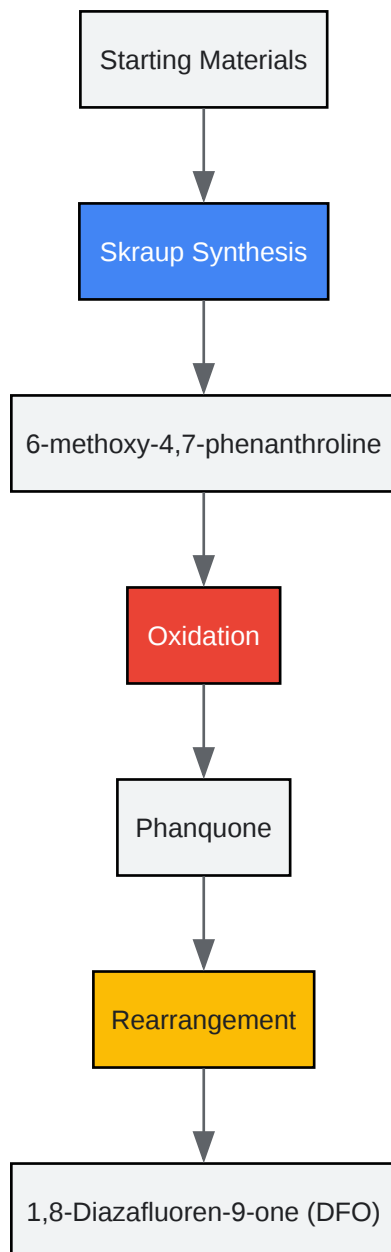 Starting Materials
Skraup Synthesis
6-methoxy-4,7-phenanthroline
Oxidation
Phanquone
Rearrangement
1,8-Diazafluoren-9-one (DFO)